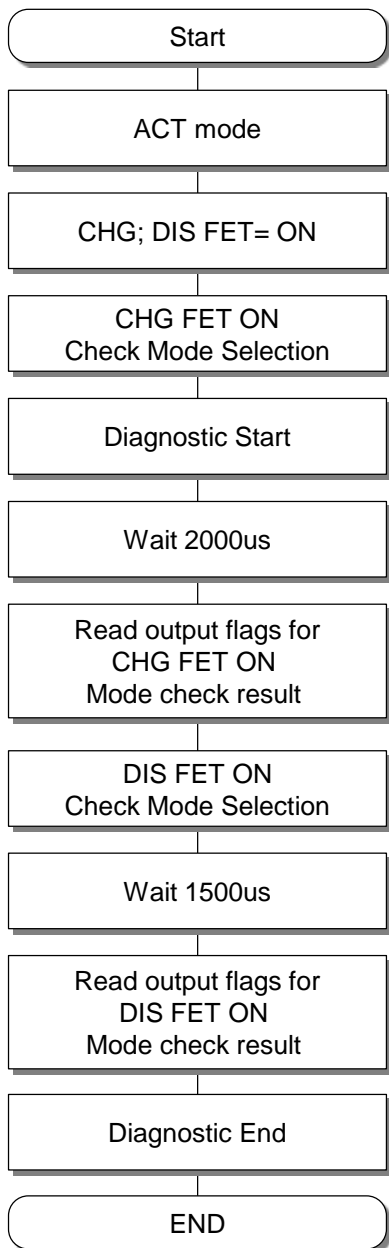 Start
ACT mode
CHG; DIS FET= ON
CHG FET ON
Check Mode Selection
Diagnostic Start
Wait 2000us
Read output flags for
CHG FET ON
Mode check result
DIS FET ON
Check Mode Selection
Wait 1500us
Read output flags for
DIS FET ON
Mode check result
Diagnostic End
END